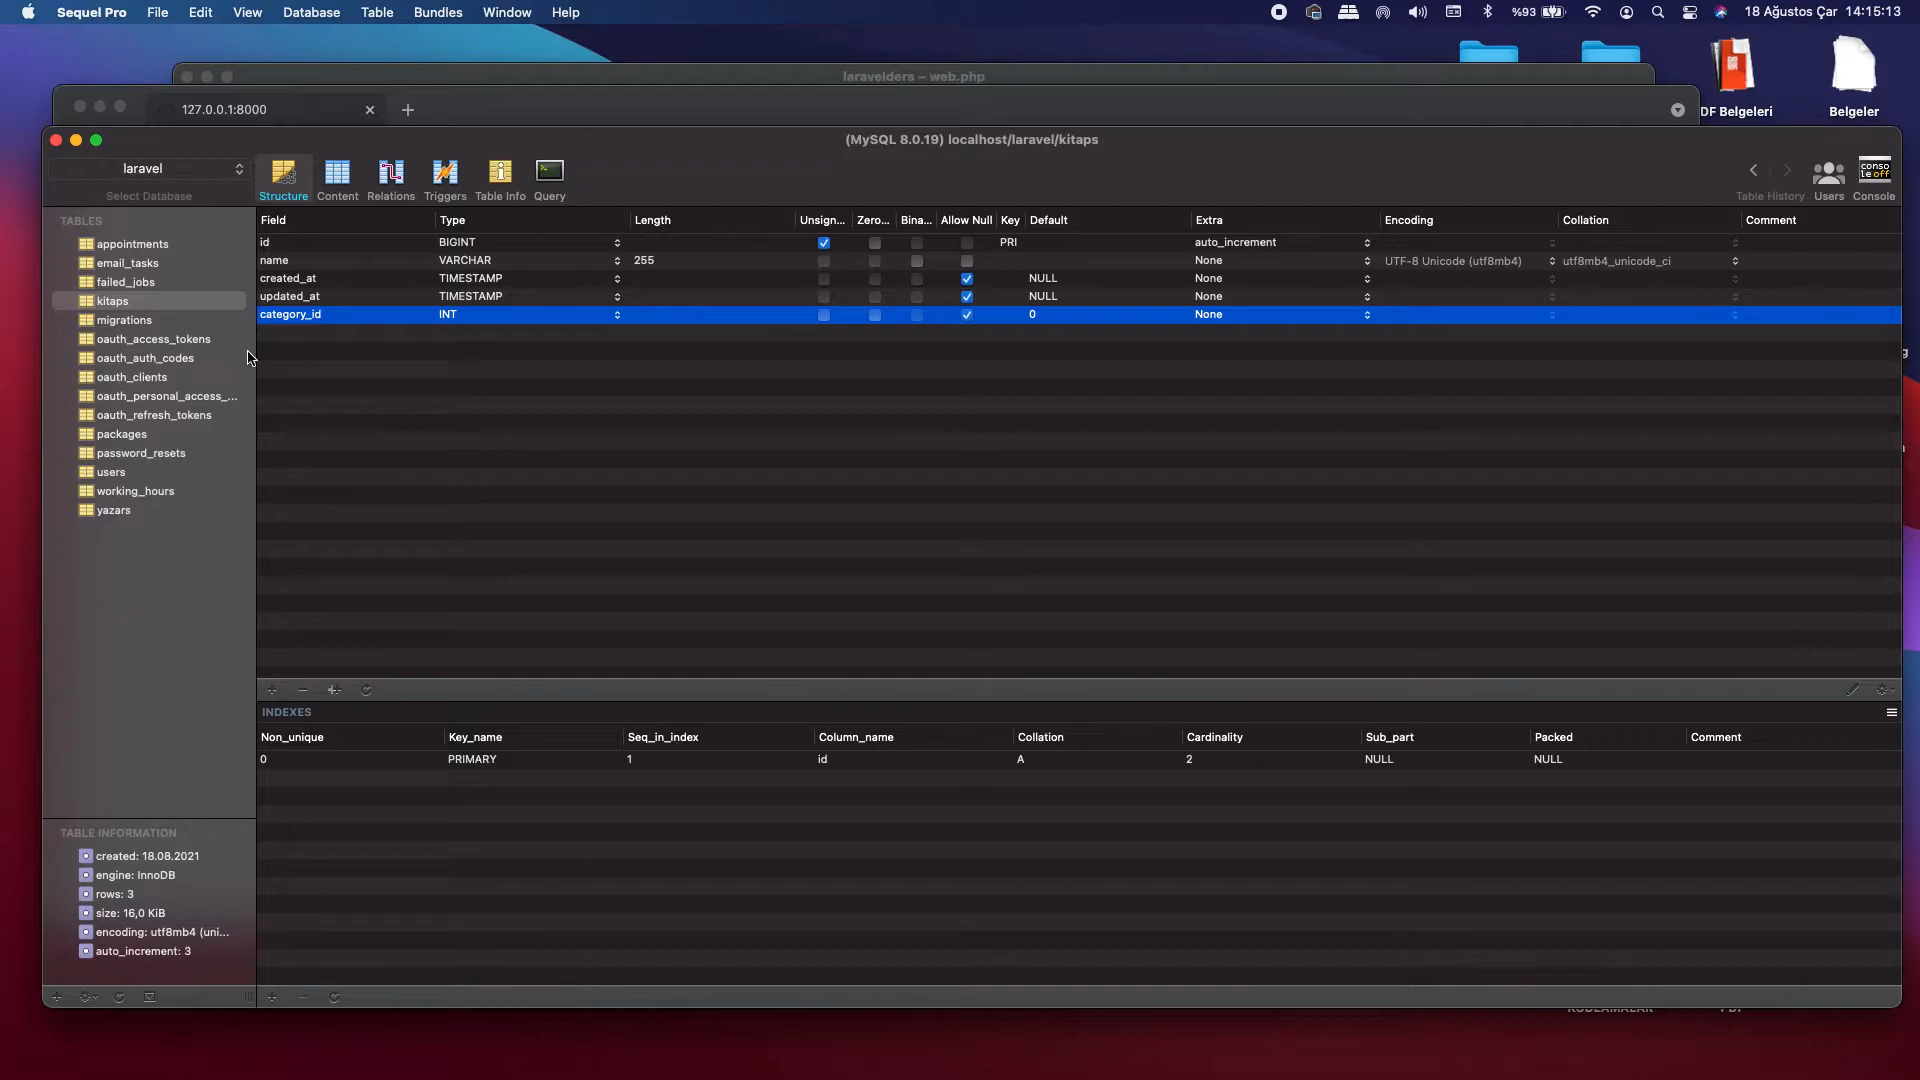 Sequel Pro File Edit View Database Table Bundles Window Help %93 18 Ağustos Çar 14:15:13
laravelders – web.php
127.0.0.1:8000
DF Belgeleri Belgeler
(MySQL 8.0.19) localhost/laravel/kitaps
laravel
Select Database
Structure Content Relations Triggers Table Info Query
Table History Users Console
conso
le off
TABLES
appointments
email_tasks
failed_jobs
kitaps
migrations
oauth_access_tokens
oauth_auth_codes
oauth_clients
oauth_personal_access_...
oauth_refresh_tokens
packages
password_resets
users
working_hours
yazars
Field Type Length Unsign... Zero... Bina... Allow Null Key Default Extra Encoding Collation Comment
id BIGINT PRI auto_increment
name VARCHAR 255 None UTF-8 Unicode (utf8mb4) utf8mb4_unicode_ci
created_at TIMESTAMP NULL None
updated_at TIMESTAMP NULL None
category_id INT 0 None
INDEXES
Non_unique Key_name Seq_in_index Column_name Collation Cardinality Sub_part Packed Comment
0 PRIMARY 1 id A 2 NULL NULL
TABLE INFORMATION
created: 18.08.2021
engine: InnoDB
rows: 3
size: 16,0 KiB
encoding: utf8mb4 (uni...
auto_increment: 3